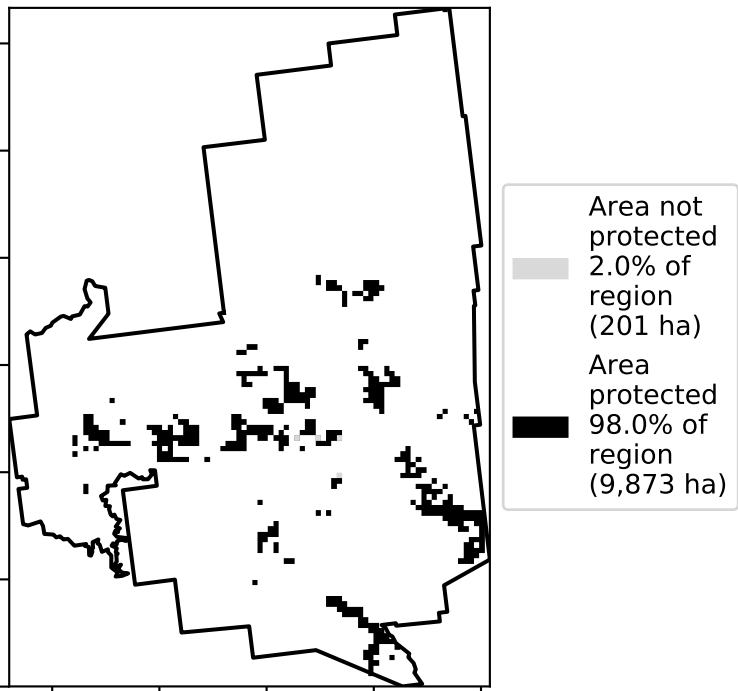 Area not
protected
2.0% of
region
(201 ha)
Area
protected
98.0% of
region
(9,873 ha)